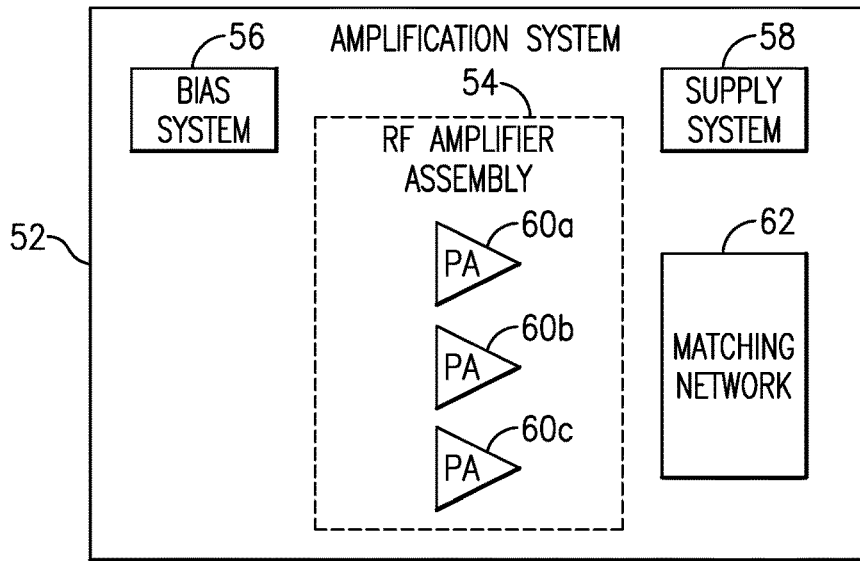 56
AMPLIFICATION SYSTEM
58
BIAS
SYSTEM
54
SUPPLY
SYSTEM
RF AMPLIFIER
ASSEMBLY
52
60a
PA
62
60b
PA
MATCHING
NETWORK
60c
PA